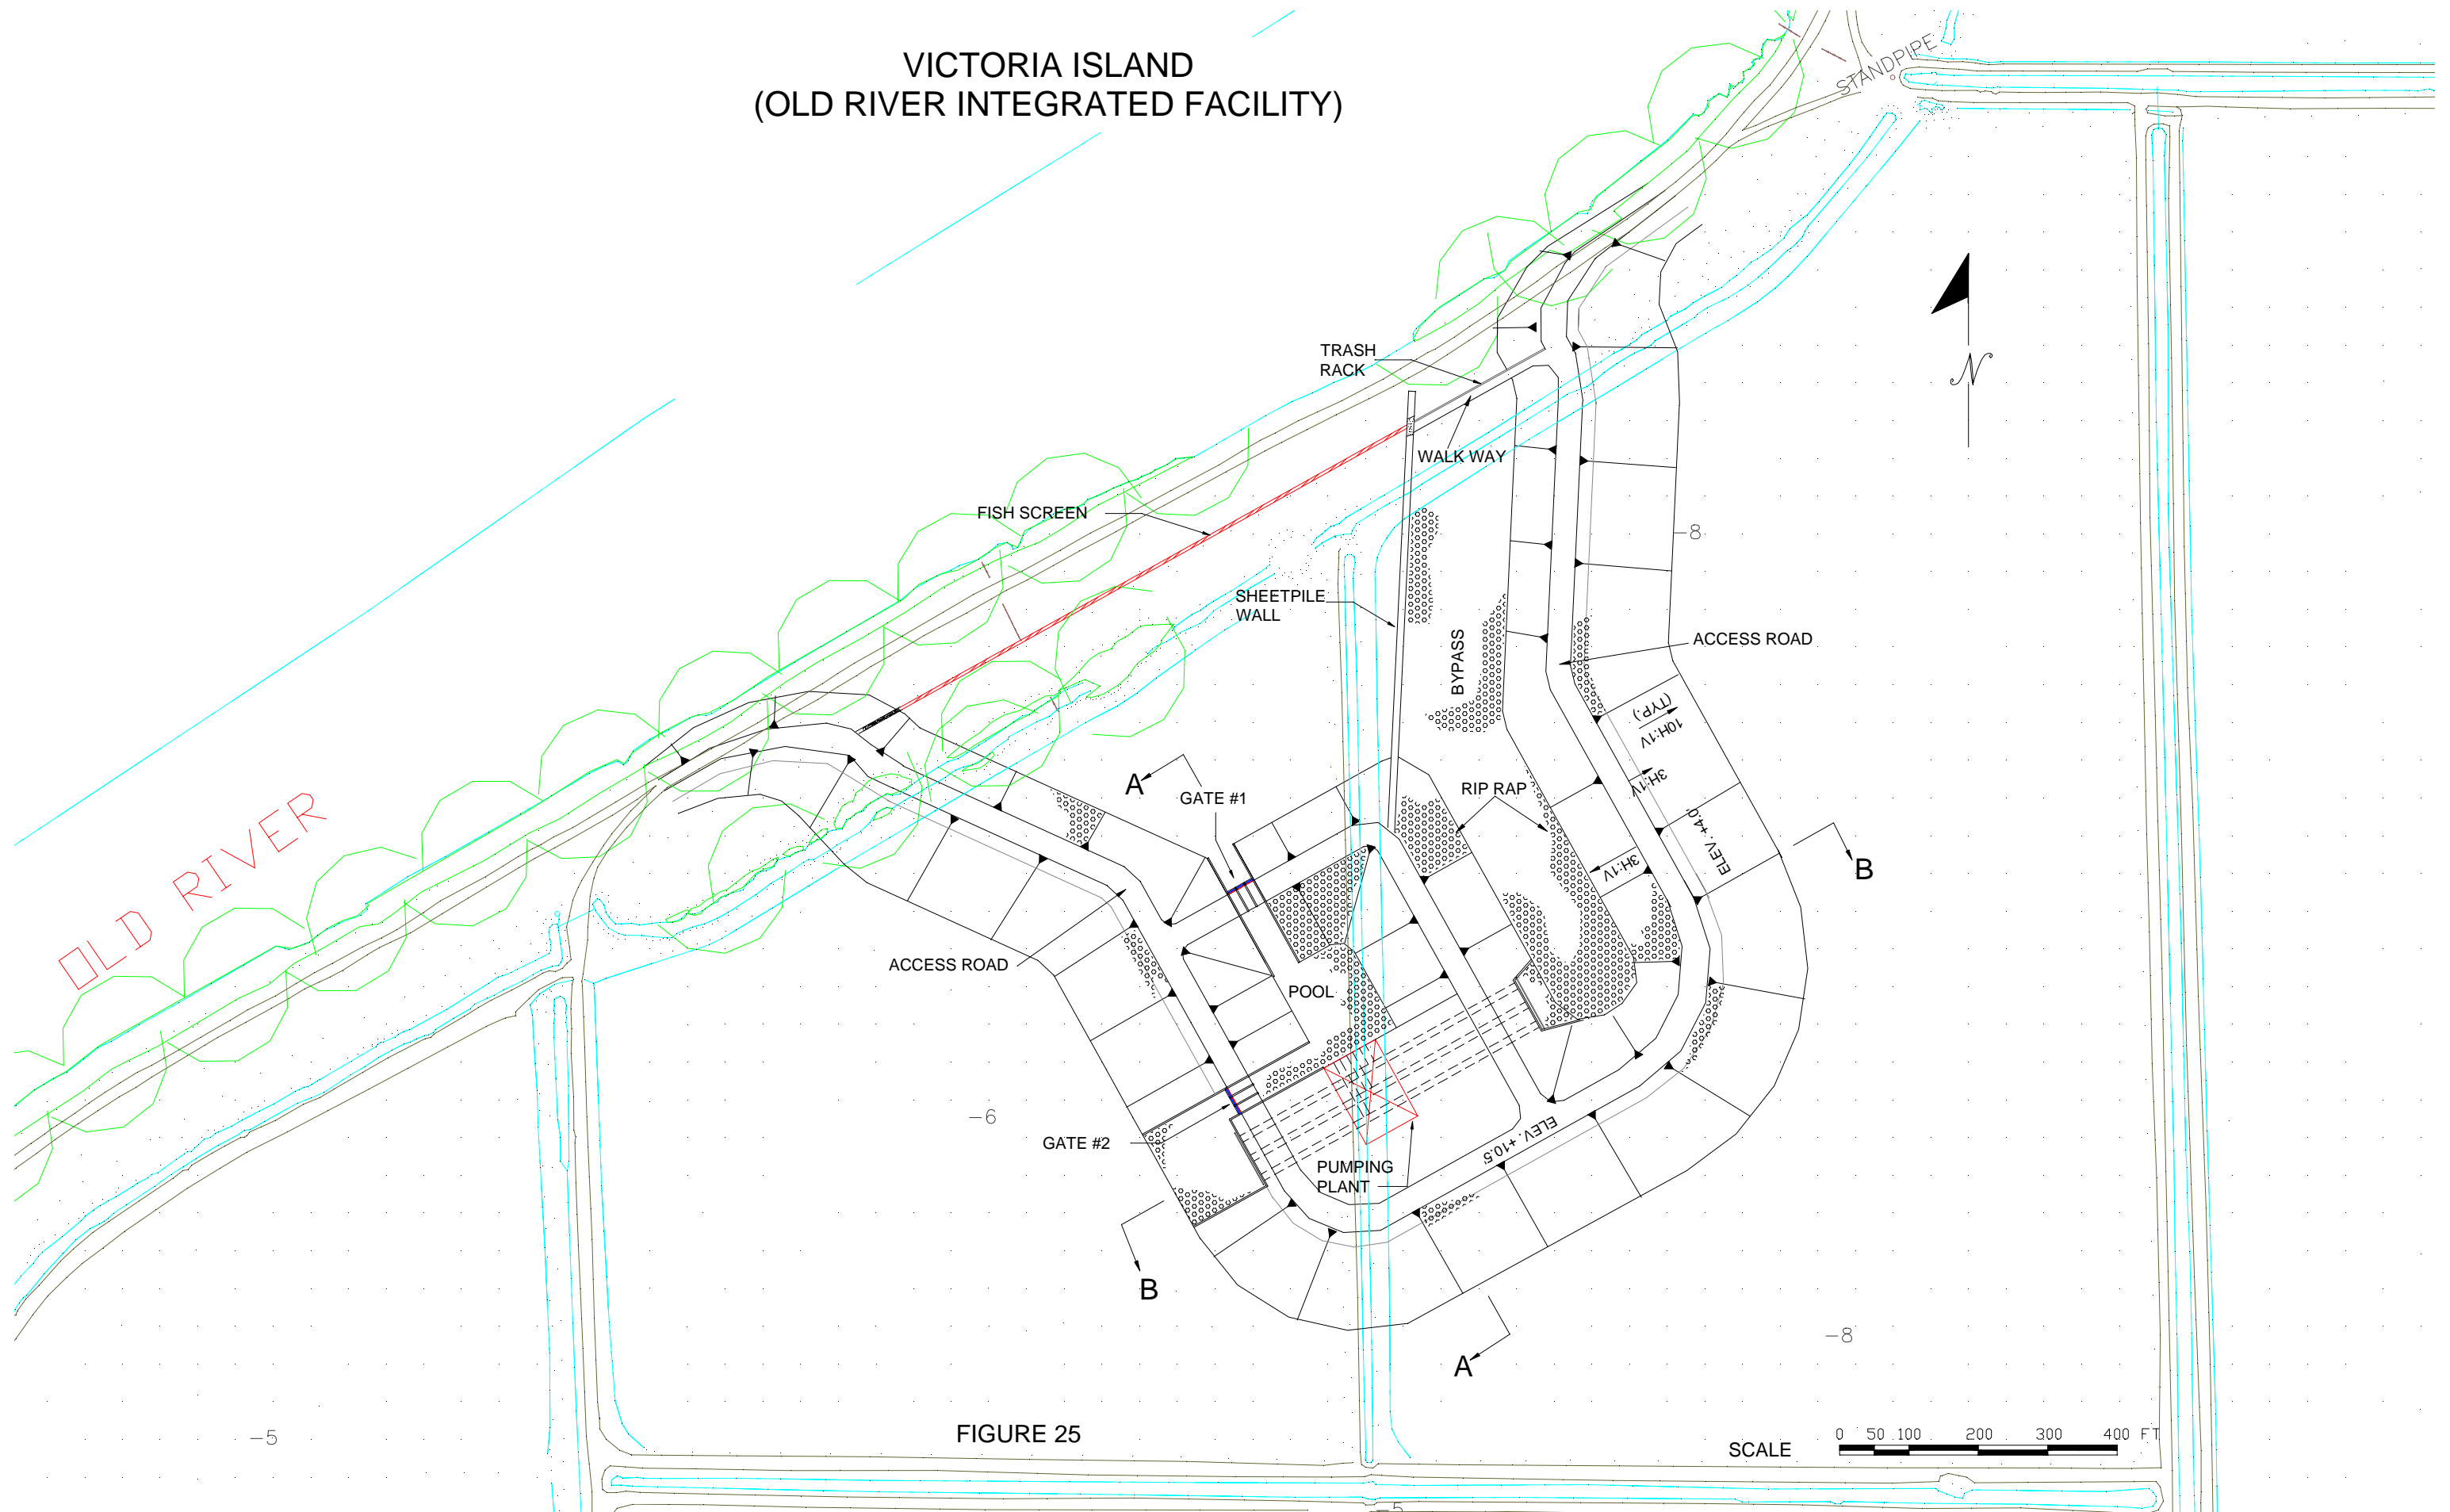 VICTORIA ISLAND
(OLD RIVER INTEGRATED FACILITY)
STANDPIPE
N
TRASH
RACK
WALK WAY
FISH SCREEN
-8
SHEETPILE
WALL
BYPASS
ACCESS ROAD
10H:1V
(TYP.)
3H:1V
A
GATE #1
RIP RAP
ELEV. +4.0'
OLD RIVER
3H:1V
B
ACCESS ROAD
POOL
-6
GATE #2
ELEV. +10.5'
PUMPING
PLANT
B
A
-8
-5
FIGURE 25
SCALE
0 50 100 200 300 400 FT
-5